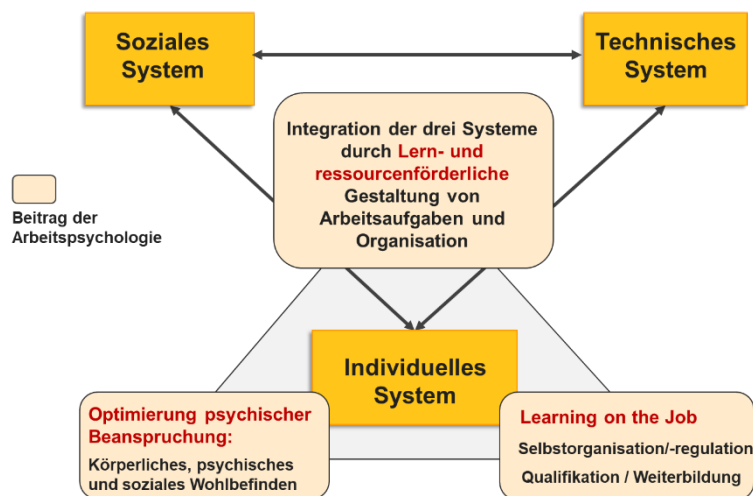 Soziales
System
Technisches
System
Integration der drei Systeme
durch Lern- und
ressourcenförderliche
Gestaltung von
Arbeitsaufgaben und
Organisation
Beitrag der
Arbeitspsychologie
Individuelles
System
Optimierung psychischer
Beanspruchung:
Körperliches, psychisches
und soziales Wohlbefinden
Learning on the Job
Selbstorganisation/-regulation
Qualifikation / Weiterbildung